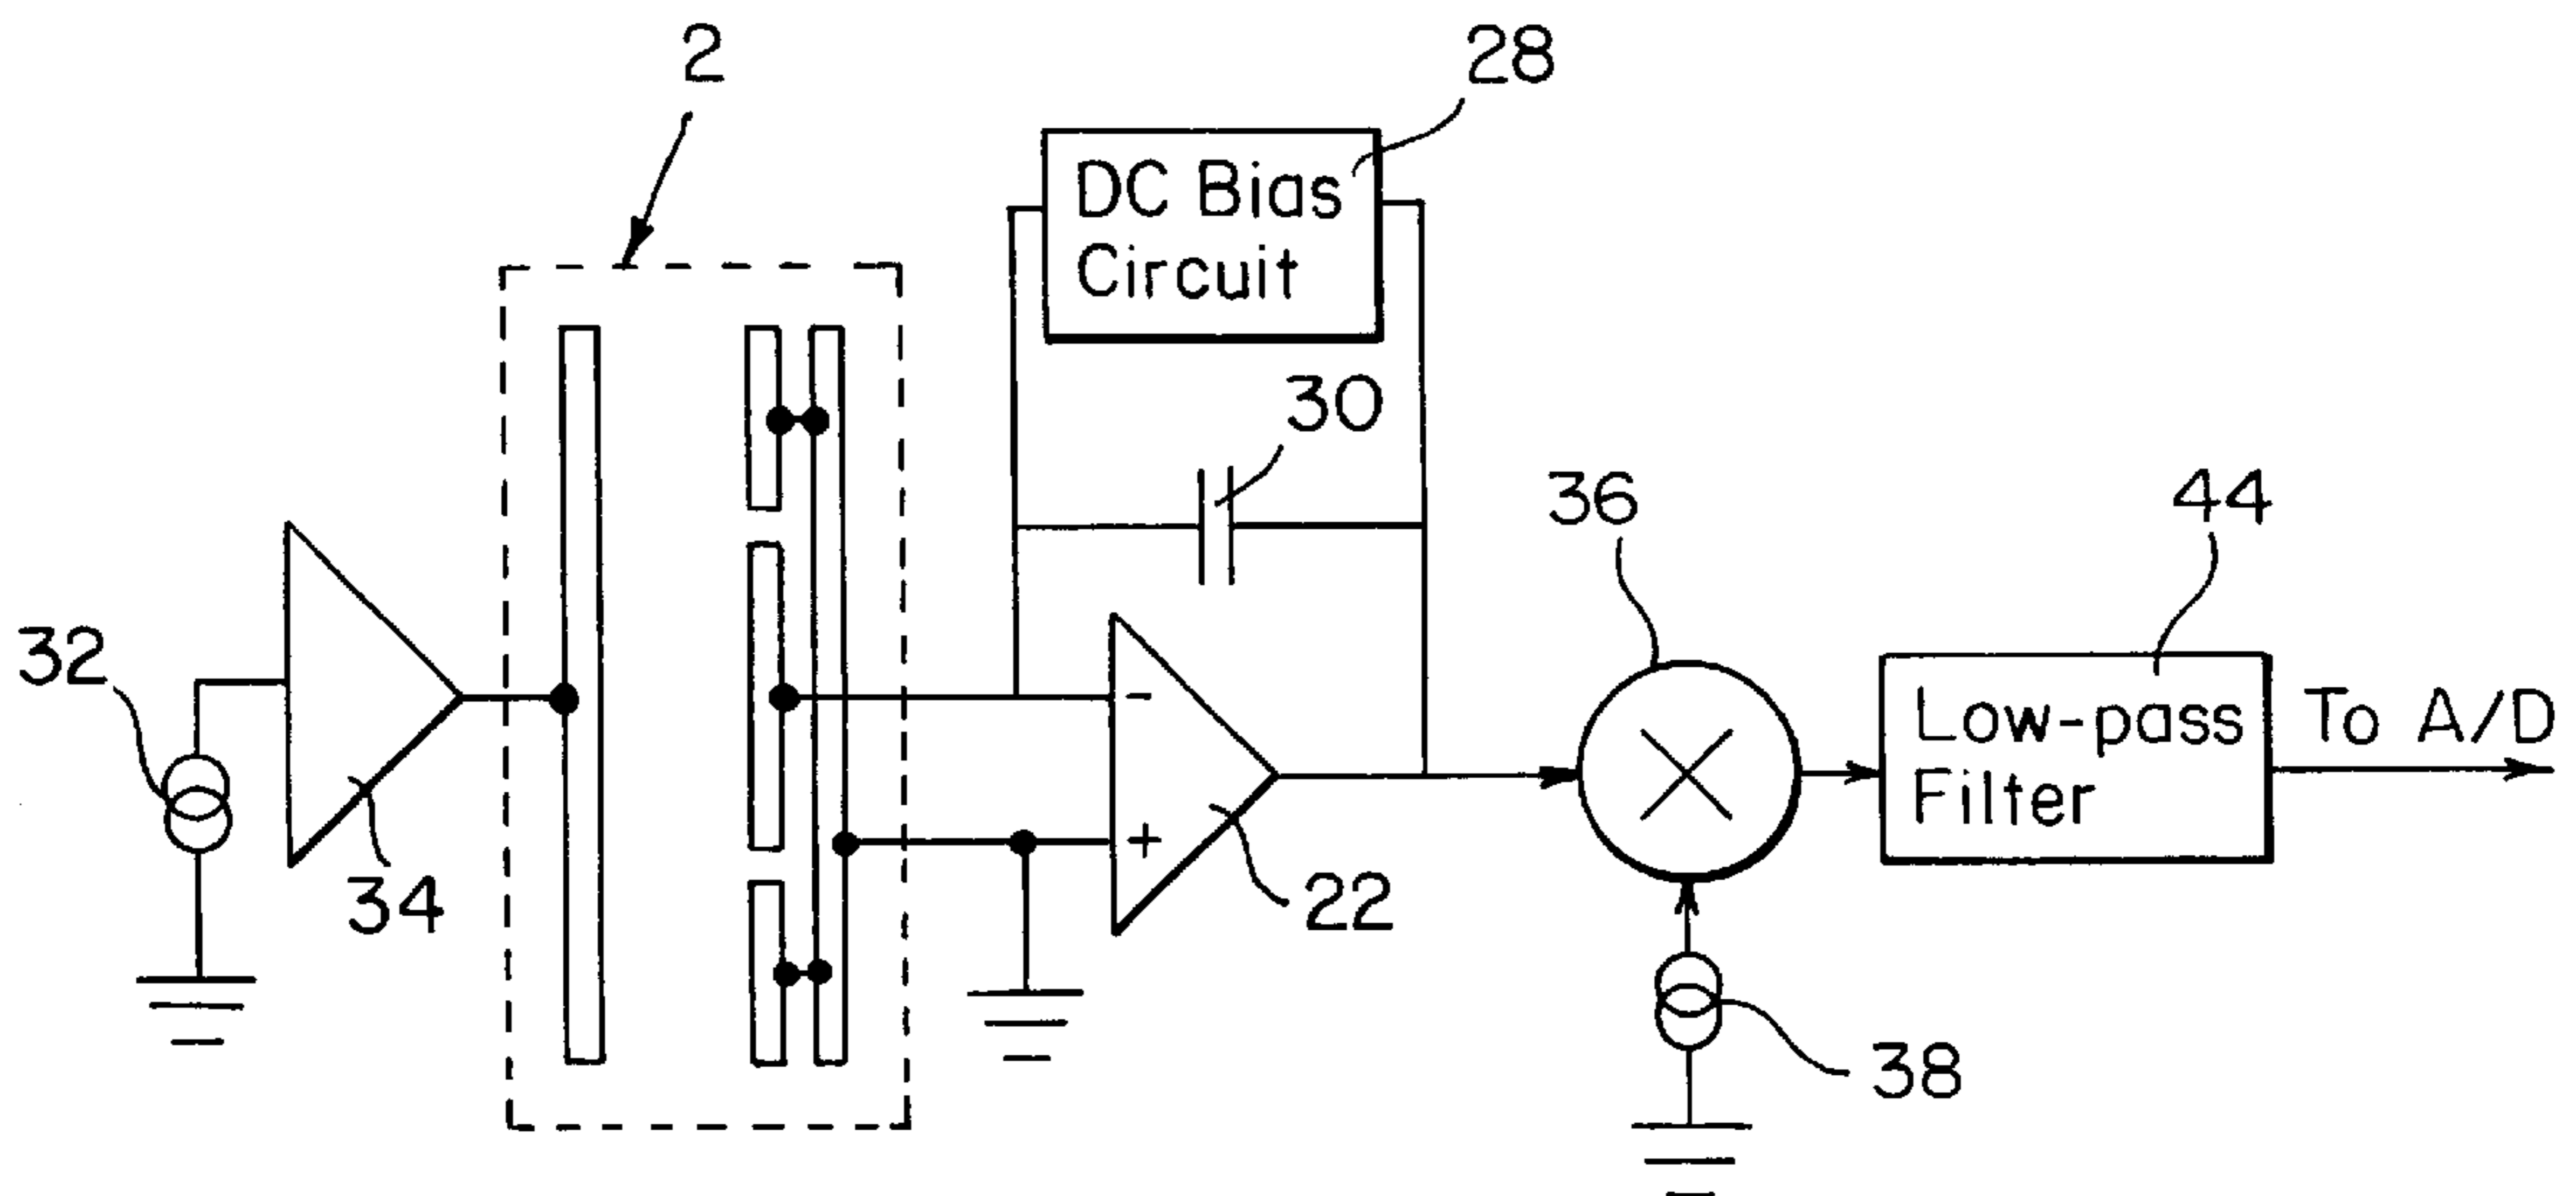 2
28
DC Bias
Circuit
30
36
44
32
-
Low-pass
Filter
To A/D
+
34
22
38